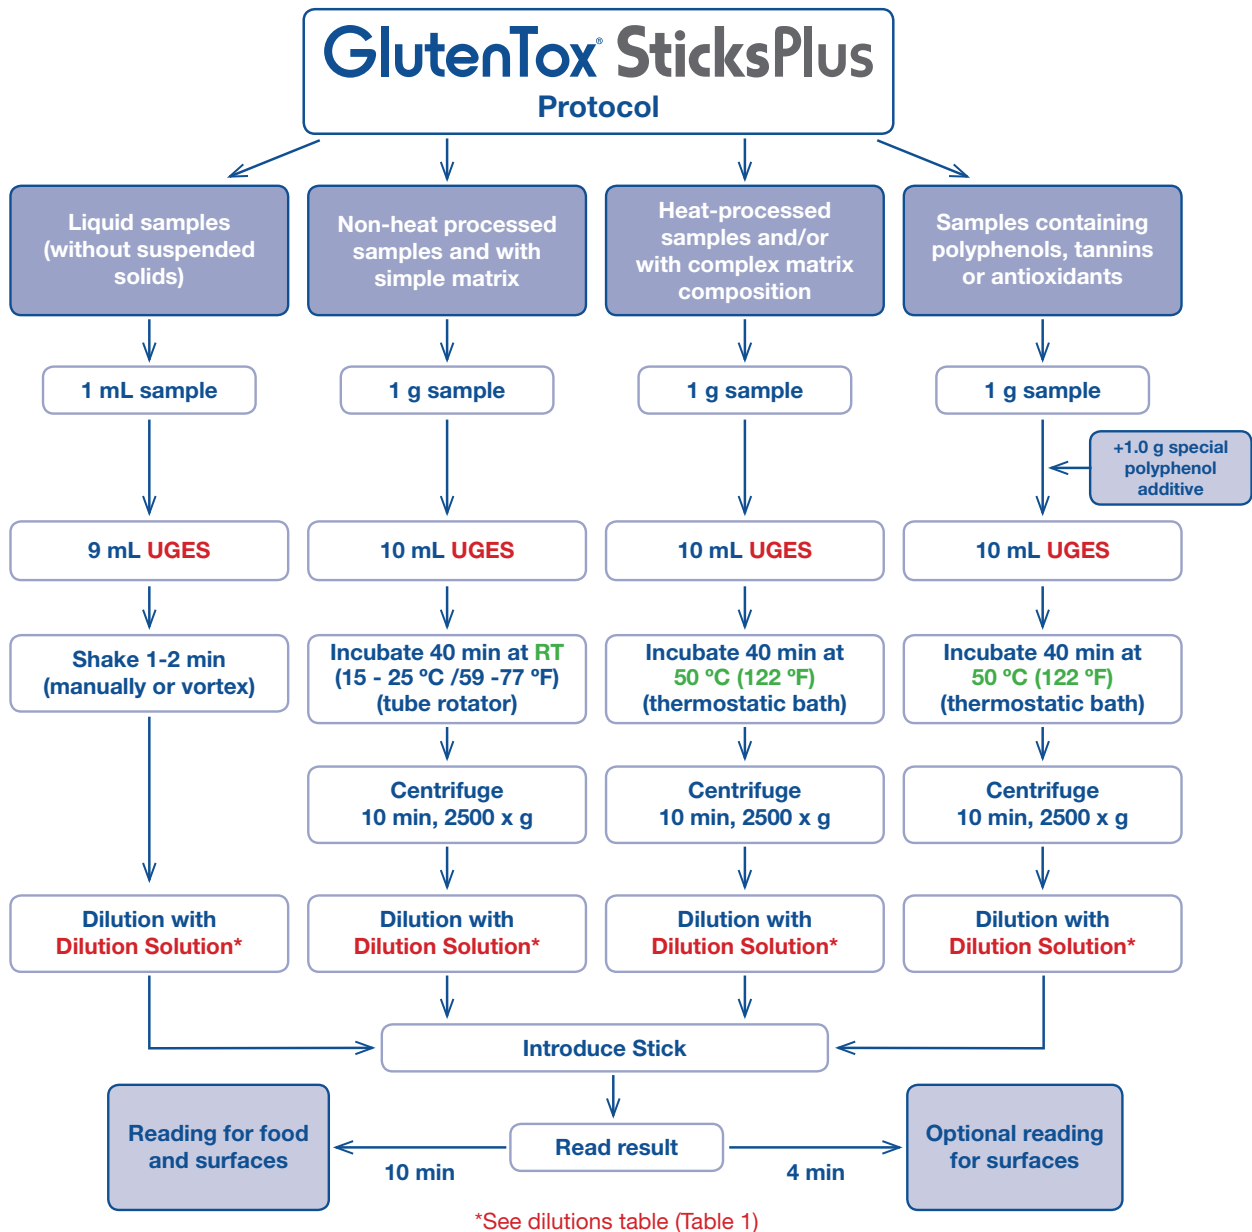 GlutenTox® SticksPlus
Protocol
Liquid samples
(without suspended
solids)
Non-heat processed
samples and with
simple matrix
Heat-processed
samples and/or
with complex matrix
composition
Samples containing
polyphenols, tannins
or antioxidants
1 mL sample
1 g sample
1 g sample
1 g sample
+1.0 g special
polyphenol
additive
9 mL UGES
10 mL UGES
10 mL UGES
10 mL UGES
Shake 1-2 min
(manually or vortex)
Incubate 40 min at RT
(15 - 25 ºC /59 -77 ºF)
(tube rotator)
Incubate 40 min at
50 ºC (122 ºF)
(thermostatic bath)
Incubate 40 min at
50 ºC (122 ºF)
(thermostatic bath)
Centrifuge
10 min, 2500 x g
Centrifuge
10 min, 2500 x g
Centrifuge
10 min, 2500 x g
Dilution with
Dilution Solution*
Dilution with
Dilution Solution*
Dilution with
Dilution Solution*
Dilution with
Dilution Solution*
Introduce Stick
Reading for food
and surfaces
10 min
Read result
4 min
Optional reading
for surfaces
*See dilutions table (Table 1)